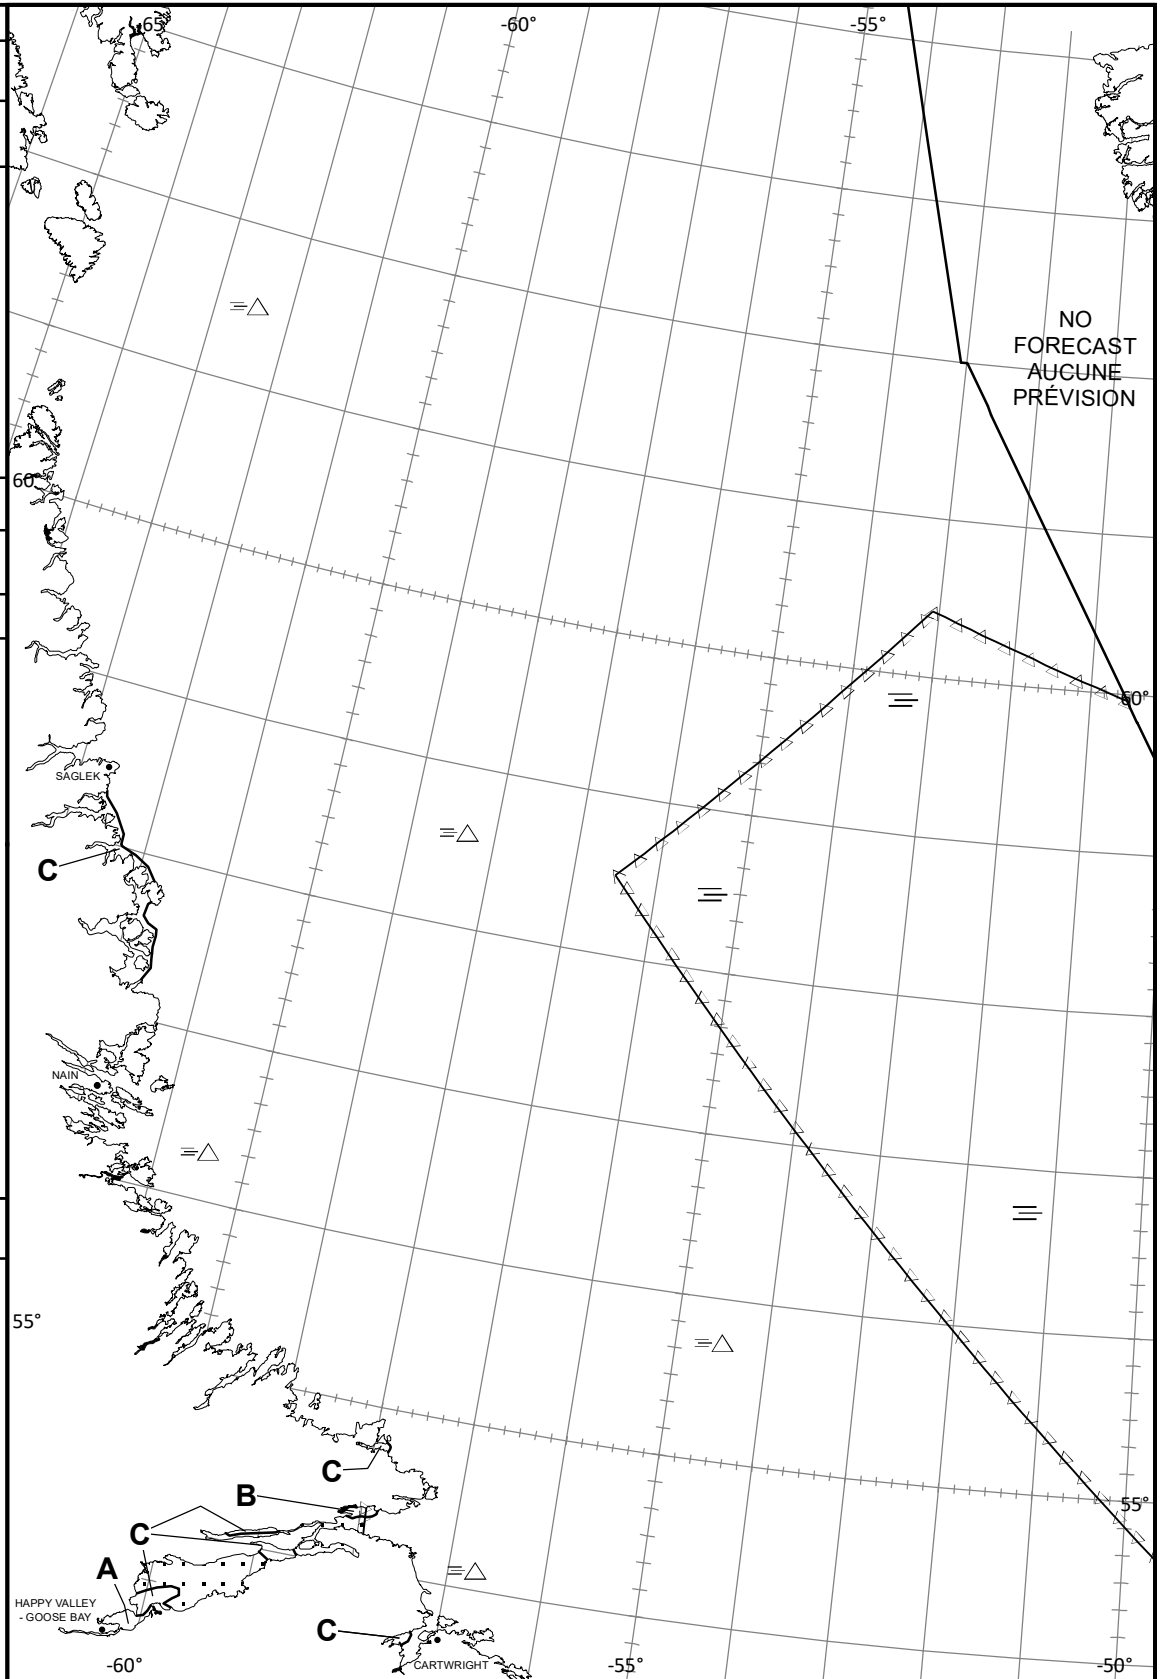 -65°
-60°
-55°
NO
FORECAST
AUCUNE
PRÉVISION
60°
60°
SAGLEK
C
NAIN
55°
C
B
55°
C
A
HAPPY VALLEY
- GOOSE BAY
C
CARTWRIGHT
-60°
-55°
-50°